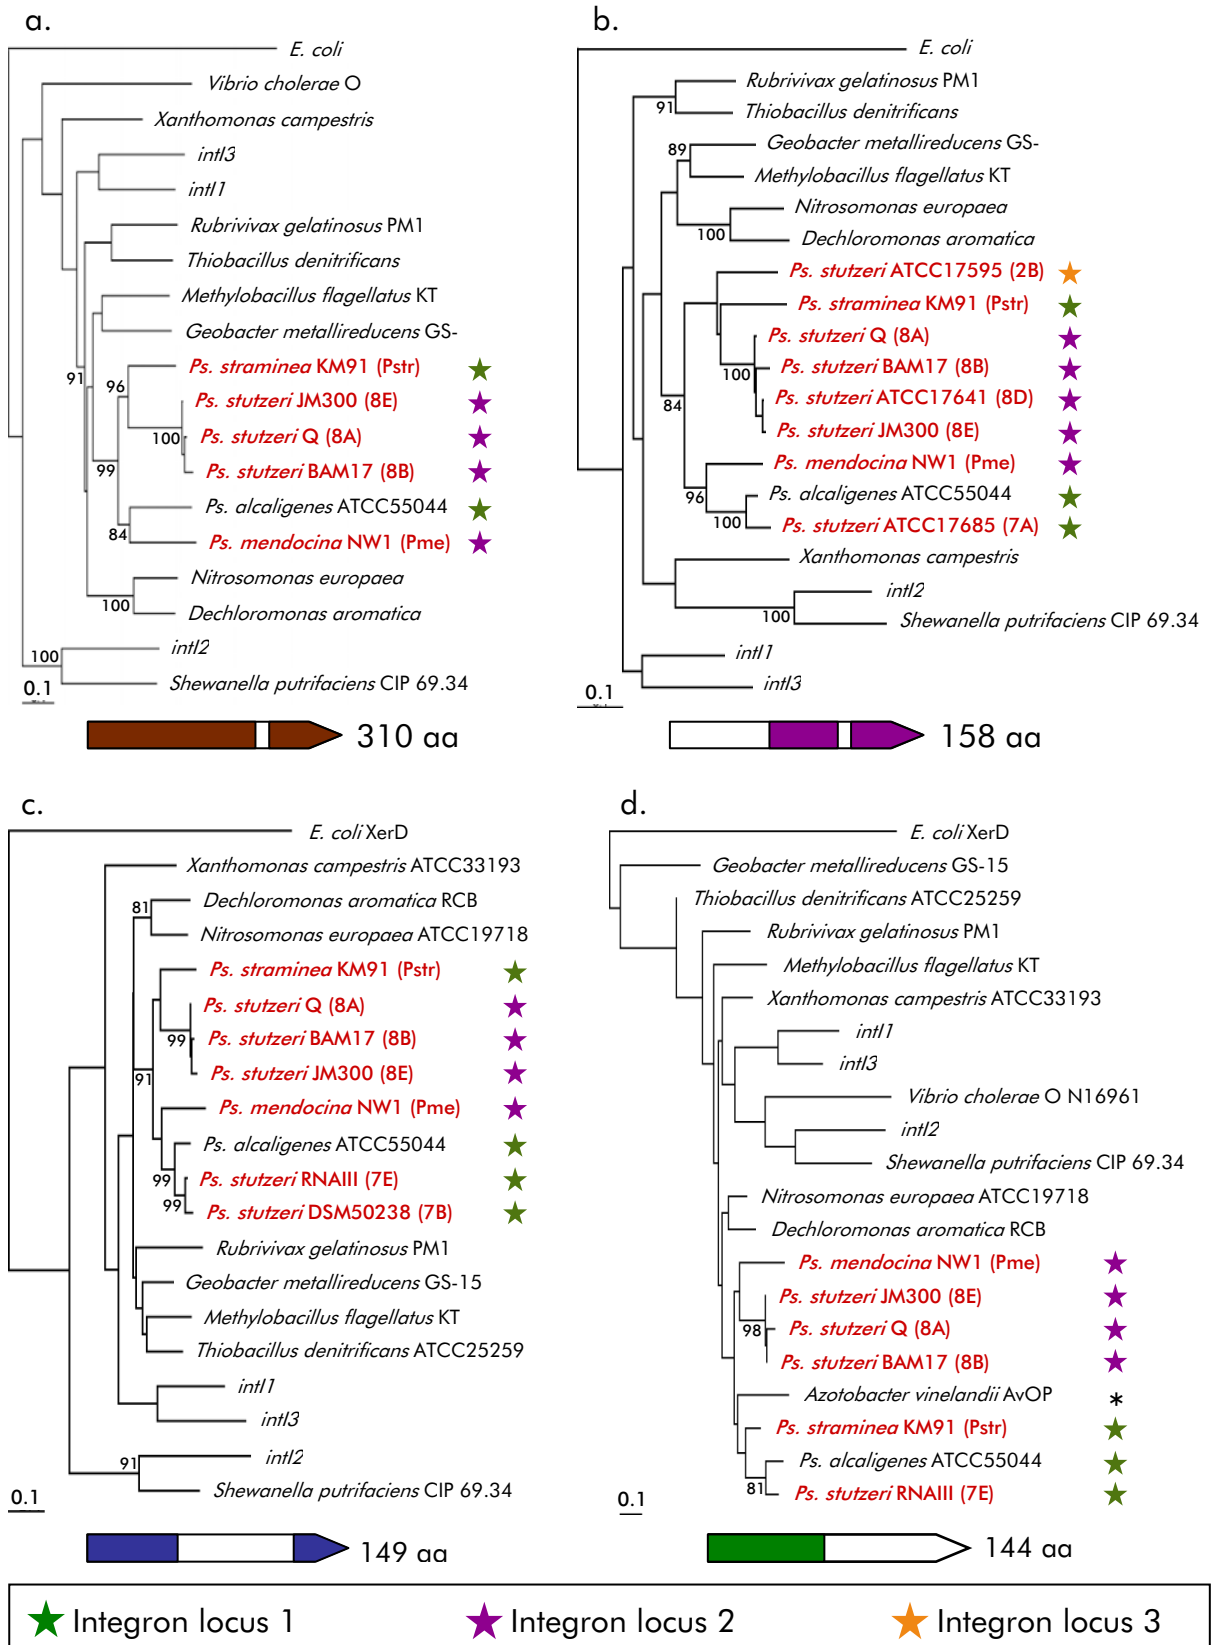 a.
E. coli
Vibrio cholerae O
Xanthomonas campestris
intI3
intI1
Rubrivivax gelatinosus PM1
Thiobacillus denitrificans
Methylobacillus flagellatus KT
Geobacter metallireducens GS-
91
96
Ps. straminea KM91 (Pstr)
Ps. stutzeri JM300 (8E)
100
Ps. stutzeri Q (8A)
99
Ps. stutzeri BAM17 (8B)
Ps. alcaligenes ATCC55044
84
Ps. mendocina NW1 (Pme)
Nitrosomonas europaea
100
Dechloromonas aromatica
100
intI2
Shewanella putrifaciens CIP 69.34
0.1
310 aa
b.
E. coli
Rubrivivax gelatinosus PM1
91
Thiobacillus denitrificans
89
Geobacter metallireducens GS-
Methylobacillus flagellatus KT
Nitrosomonas europaea
100
Dechloromonas aromatica
Ps. stutzeri ATCC17595 (2B)
Ps. straminea KM91 (Pstr)
Ps. stutzeri Q (8A)
100
Ps. stutzeri BAM17 (8B)
84
Ps. stutzeri ATCC17641 (8D)
Ps. stutzeri JM300 (8E)
Ps. mendocina NW1 (Pme)
96
Ps. alcaligenes ATCC55044
100
Ps. stutzeri ATCC17685 (7A)
Xanthomonas campestris
intI2
100
Shewanella putrifaciens CIP 69.34
intI1
intI3
0.1
158 aa
c.
E. coli XerD
Xanthomonas campestris ATCC33193
81
Dechloromonas aromatica RCB
Nitrosomonas europaea ATCC19718
Ps. straminea KM91 (Pstr)
Ps. stutzeri Q (8A)
99
Ps. stutzeri BAM17 (8B)
91
Ps. stutzeri JM300 (8E)
Ps. mendocina NW1 (Pme)
Ps. alcaligenes ATCC55044
99
Ps. stutzeri RNAIII (7E)
99
Ps. stutzeri DSM50238 (7B)
Rubrivivax gelatinosus PM1
Geobacter metallireducens GS-15
Methylobacillus flagellatus KT
Thiobacillus denitrificans ATCC25259
intI1
intI3
91
intI2
Shewanella putrifaciens CIP 69.34
0.1
149 aa
d.
E. coli XerD
Geobacter metallireducens GS-15
Thiobacillus denitrificans ATCC25259
Rubrivivax gelatinosus PM1
Methylobacillus flagellatus KT
Xanthomonas campestris ATCC33193
intI1
intI3
Vibrio cholerae O N16961
intI2
Shewanella putrifaciens CIP 69.34
Nitrosomonas europaea ATCC19718
Dechloromonas aromatica RCB
Ps. mendocina NW1 (Pme)
Ps. stutzeri JM300 (8E)
98
Ps. stutzeri Q (8A)
Ps. stutzeri BAM17 (8B)
Azotobacter vinelandii AvOP *
Ps. straminea KM91 (Pstr)
Ps. alcaligenes ATCC55044
81
Ps. stutzeri RNAIII (7E)
0.1
144 aa
Integron locus 1
Integron locus 2
Integron locus 3